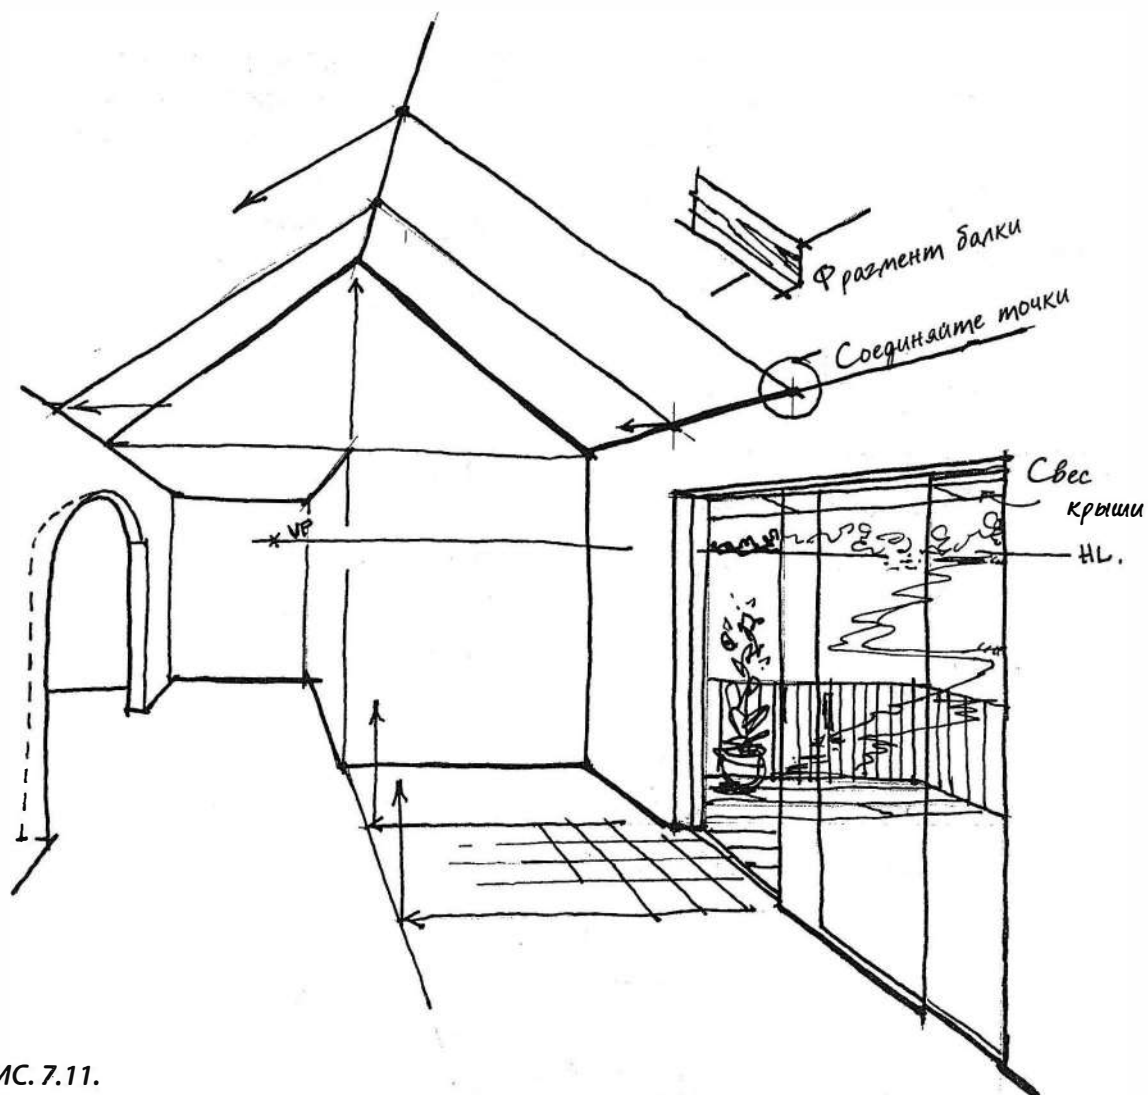 Фрагмент балки
Соединяйте точки
Свес
крыши
VP
HL.
ИС. 7.11.